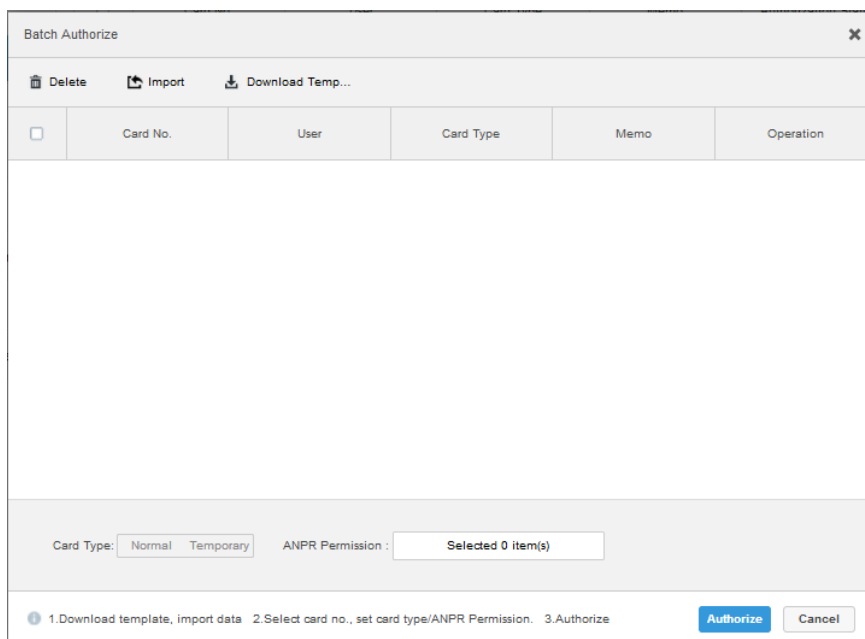 Batch Authorize
Delete Import Download Temp...
Card No. User Card Type Memo Operation
Card Type: Normal Temporary ANPR Permission : Selected 0 item(s)
1.Download template, import data 2.Select card no., set card type/ANPR Permission. 3.Authorize Authorize Cancel